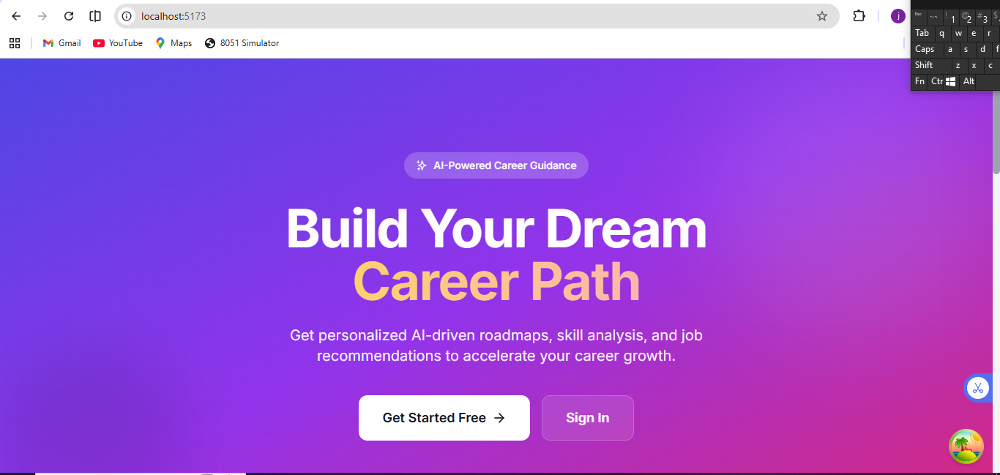 localhost:5173
j
Gmail
YouTube
Maps
8051 Simulator
Esc ~` ! 1 @ 2 # 3 $
Tab q w e r
Caps a s d f
Shift z x c
Fn Ctr Alt
AI-Powered Career Guidance
Build Your Dream
Career Path
Get personalized AI-driven roadmaps, skill analysis, and job
recommendations to accelerate your career growth.
Get Started Free →
Sign In